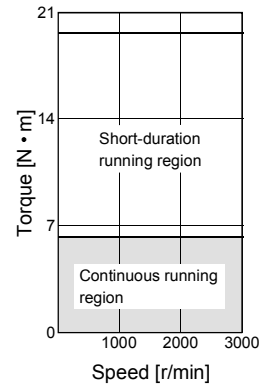 21
14
7
0
Torque [N • m]
Short-duration
running region
Continuous running
region
1000 2000 3000
Speed [r/min]